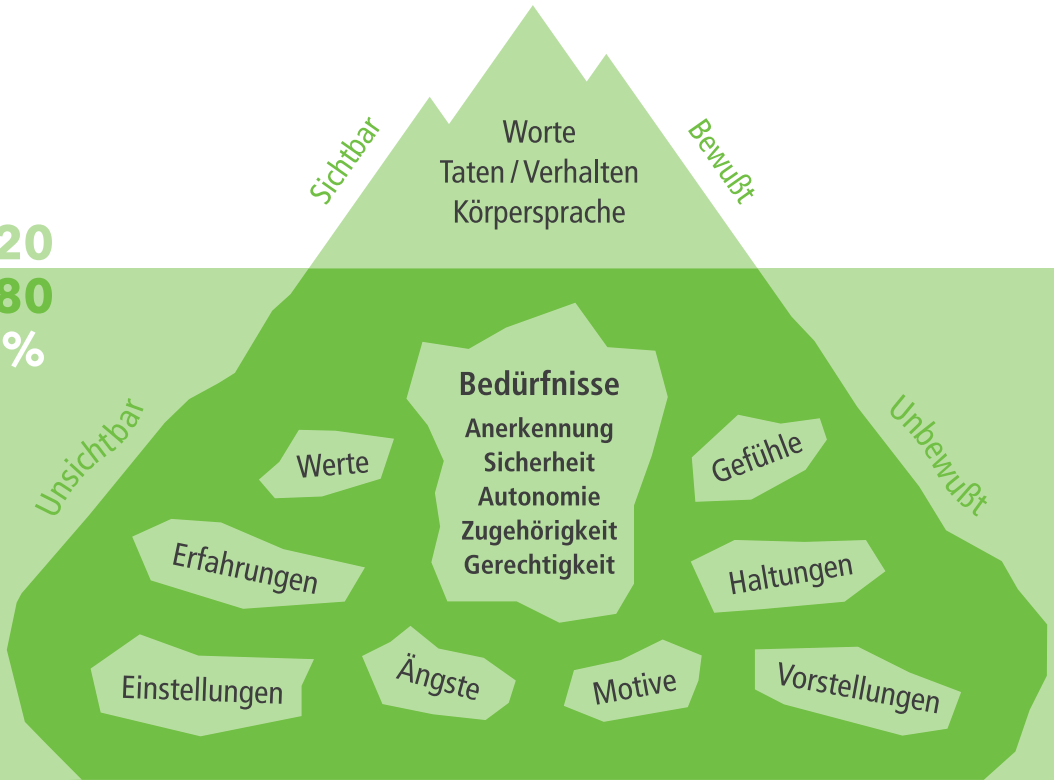 Worte
Taten / Verhalten
Körpersprache
Sichtbar
Bewußt
20
80
%
Unsichtbar
Unbewußt
Bedürfnisse
Anerkennung
Sicherheit
Autonomie
Zugehörigkeit
Gerechtigkeit
Werte
Gefühle
Erfahrungen
Haltungen
Einstellungen
Ängste
Motive
Vorstellungen